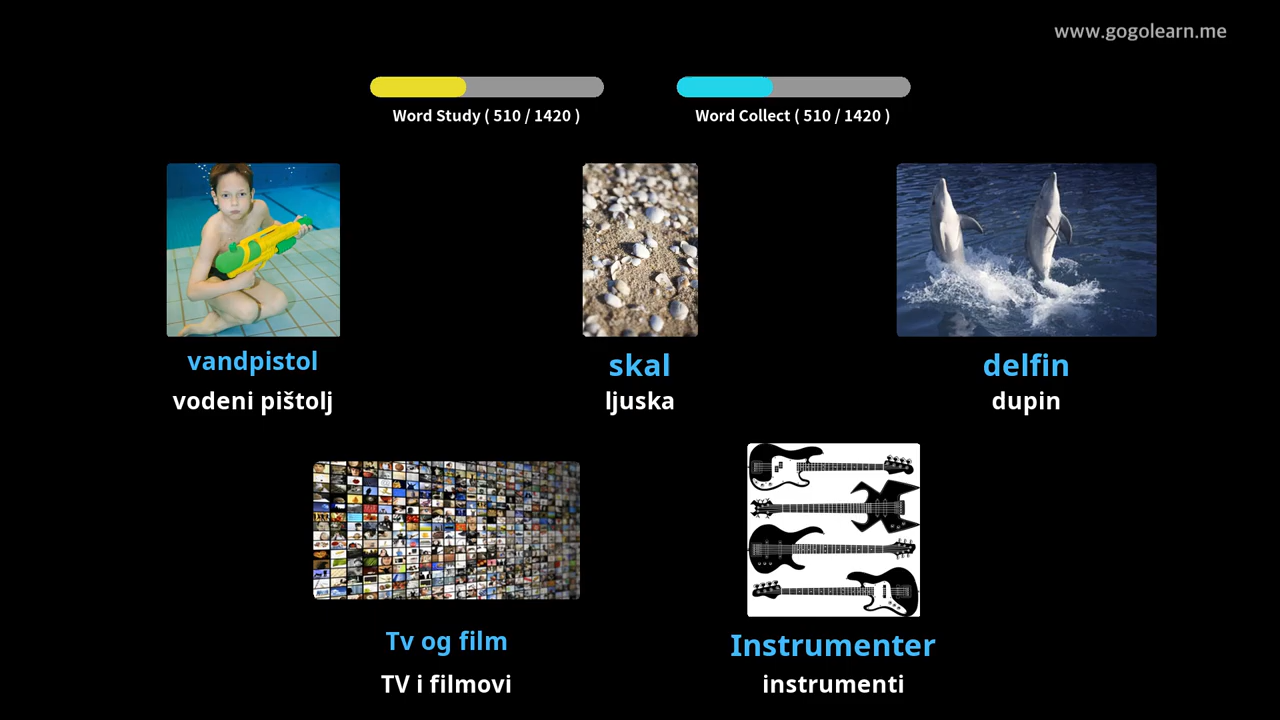 www.gogolearn.me
Word Study ( 510 / 1420 )
Word Collect ( 510 / 1420 )
vandpistol
vodeni pištolj
skal
ljuska
delfin
dupin
Tv og film
TV i filmovi
Instrumenter
instrumenti